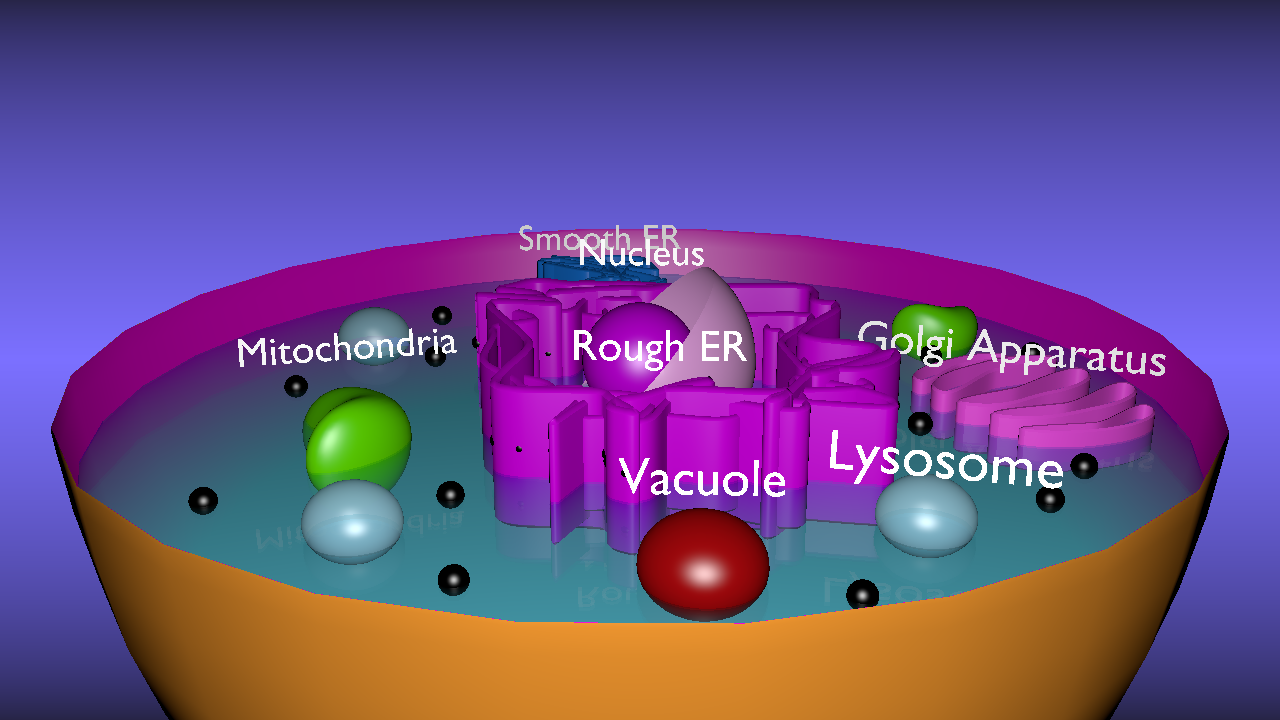 Smooth ER
Nucleus
Mitochondria
Rough ER
Golgi Apparatus
Vacuole
Lysosome